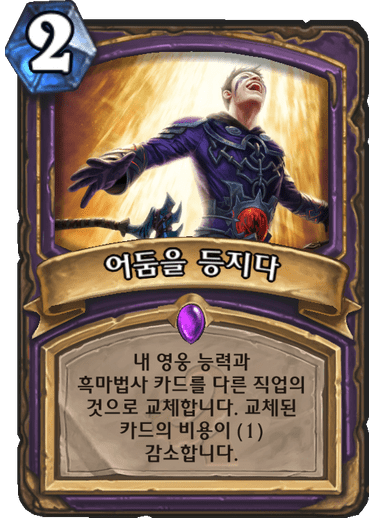 2
어둠을 등지다
내 영웅 능력과
흑마법사 카드를 다른 직업의
것으로 교체합니다. 교체된
카드의 비용이 (1)
감소합니다.